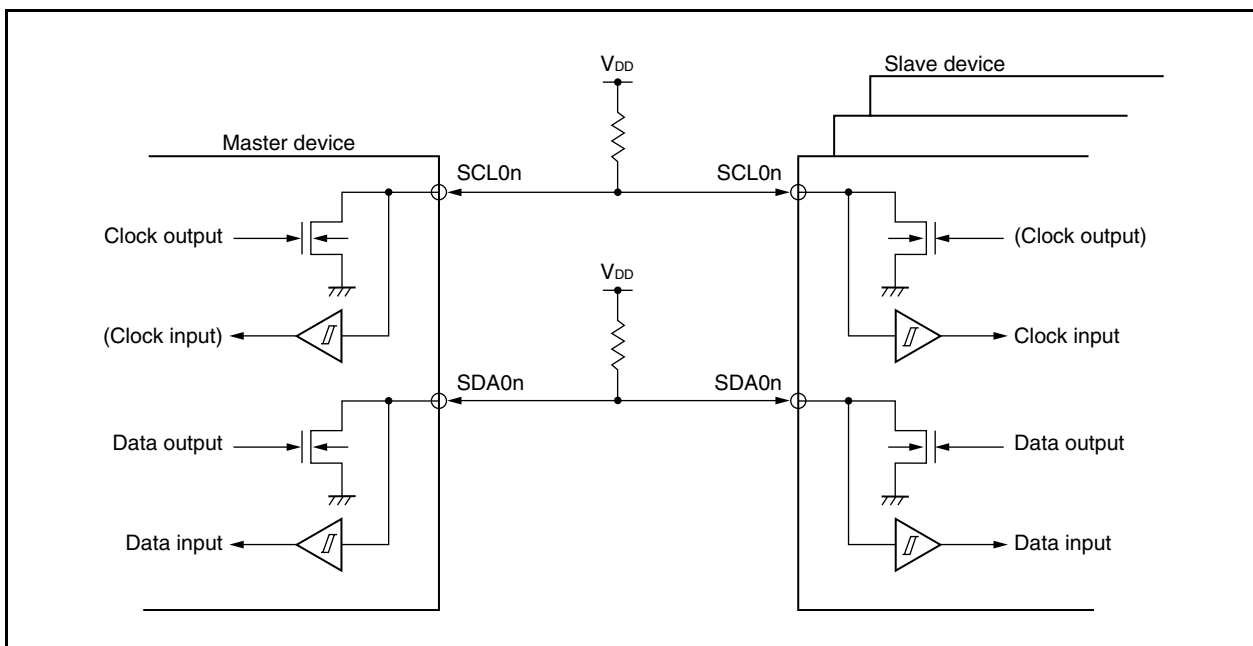 VDD
Slave device
Master device
SCL0n
SCL0n
Clock output
(Clock output)
VDD
(Clock input)
Clock input
SDA0n
SDA0n
Data output
Data output
Data input
Data input